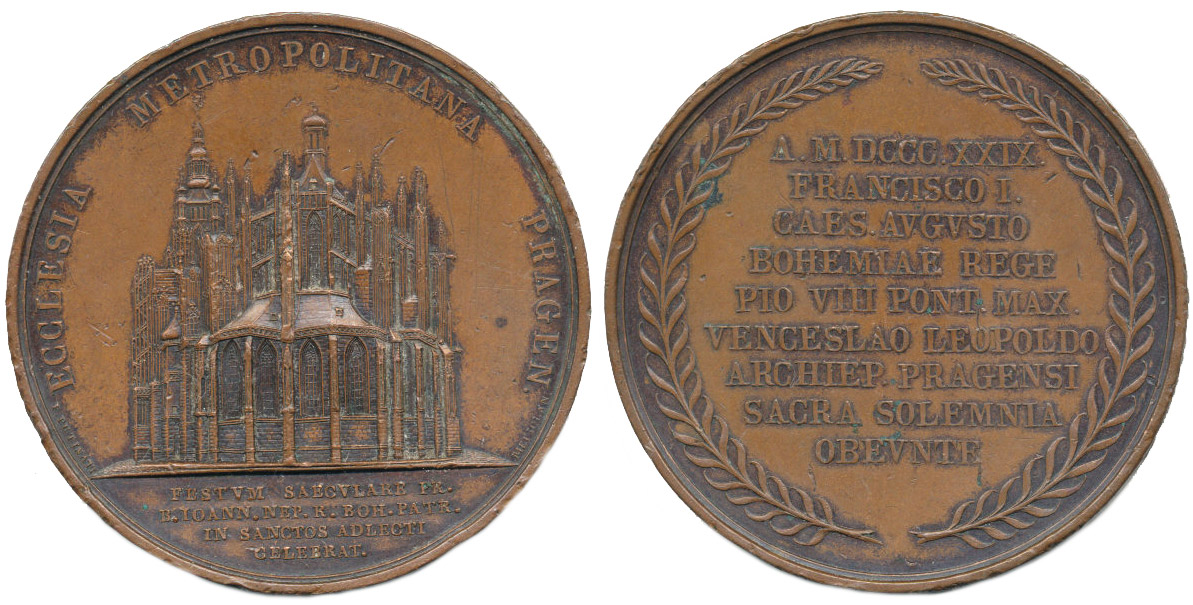 ECCLESIA METROPOLITANA PRAGEN.
FESTVM SAECVLARE PR.
B. IOANN. NEP. R. BOH. PATR.
IN SANCTOS ADLECTI
CELEBRAT.
A. M. DCCC. XXIX.
FRANCISCO I.
CAES. AVGVSTO
BOHEMIAE REGE
PIO VIII PONT. MAX.
VENCESLAO LEOPOLDO
ARCHIEP. PRAGENSI
SACRA SOLEMNIA
OBEVNTE